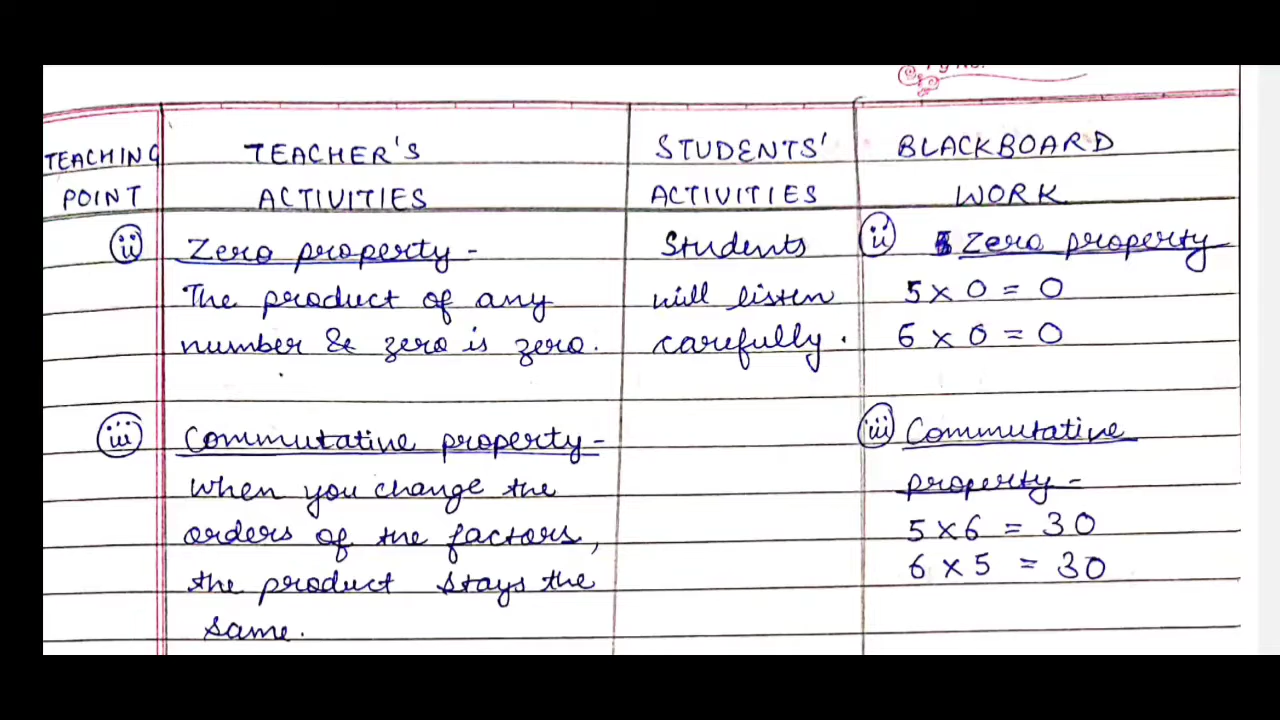 Pg No.
TEACHING
POINT
TEACHER'S
ACTIVITIES
STUDENTS'
ACTIVITIES
BLACKBOARD
WORK
(ii) Zero property -
The product of any
number & zero is zero.
Students
will listen
carefully.
(ii) Zero property
5 × 0 = 0
6 × 0 = 0
(iii) Commutative property -
When you change the
orders of the factors,
the product stays the
same.
(iii) Commutative
property -
5 × 6 = 30
6 × 5 = 30